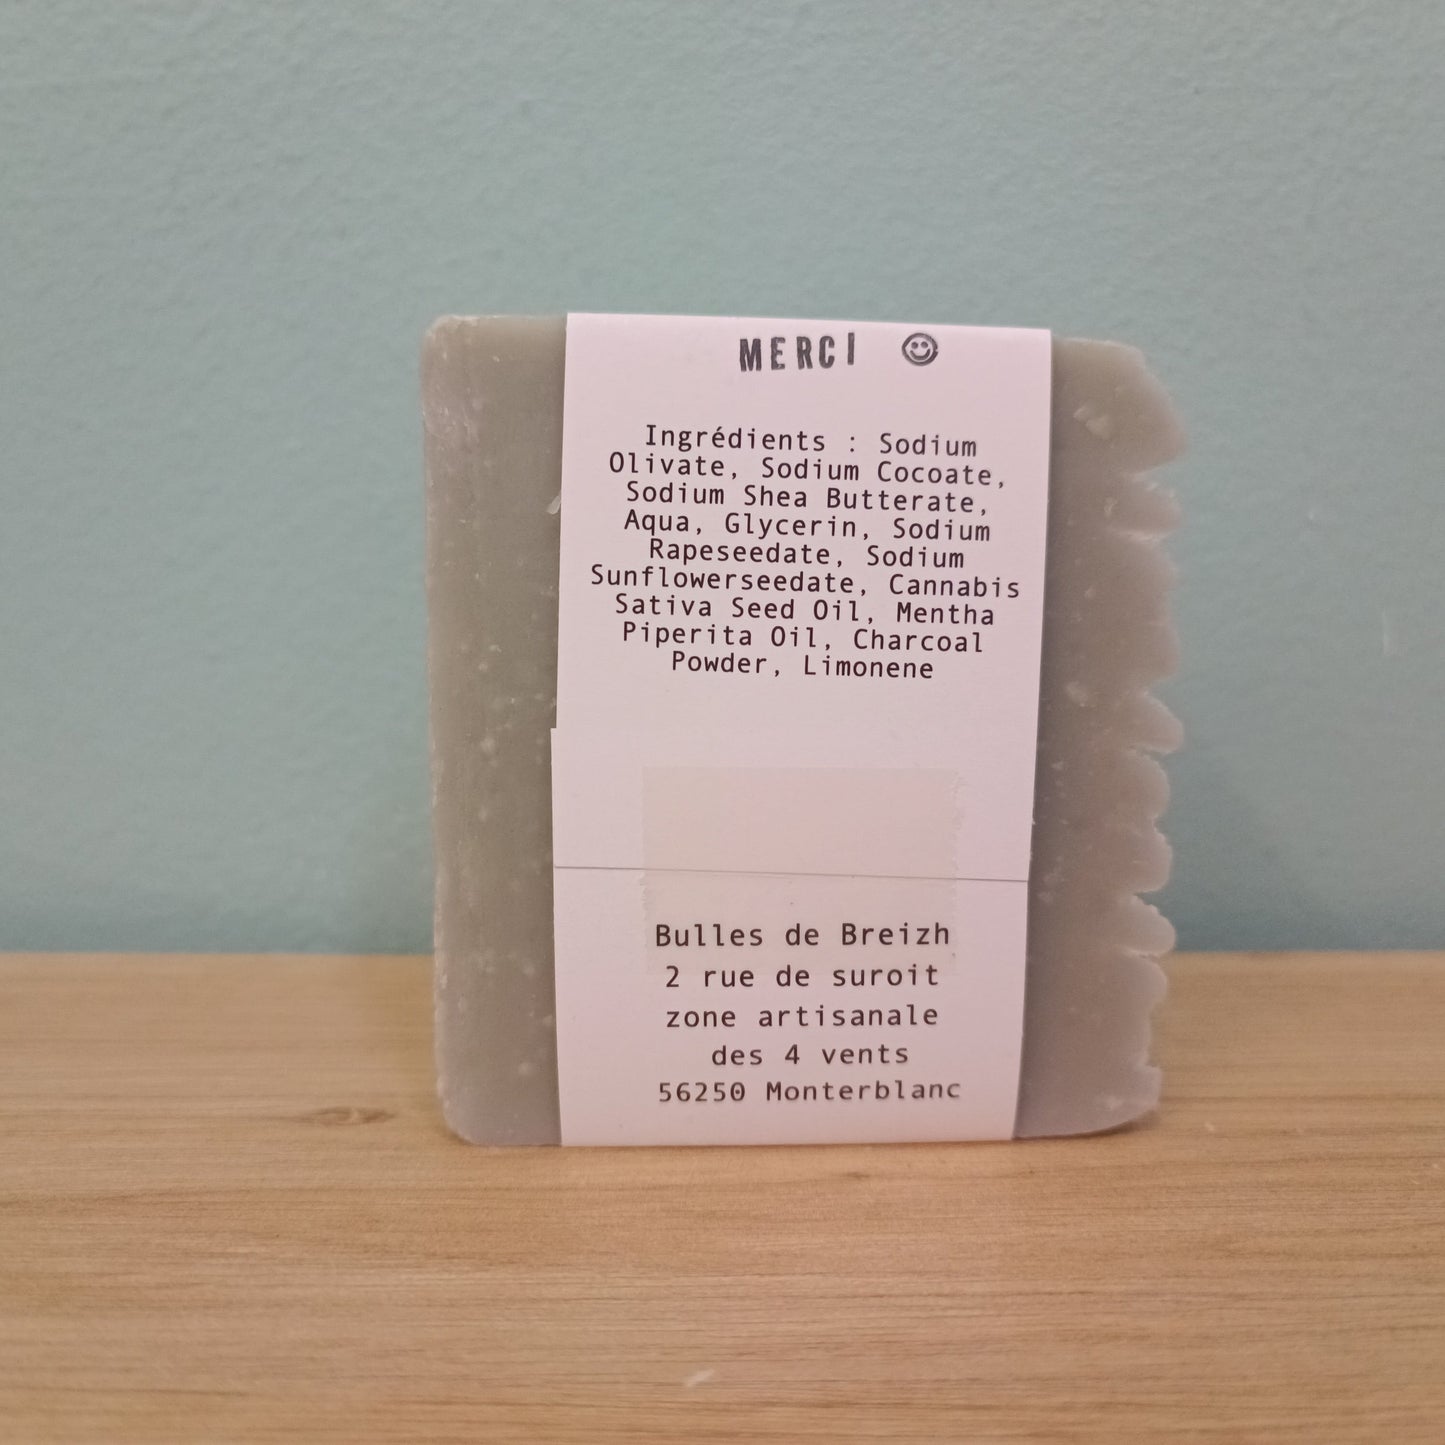 MERCI
Ingrédients : Sodium
Olivate, Sodium Cocoate,
Sodium Shea Butterate,
Aqua, Glycerin, Sodium
Rapeseedate, Sodium
Sunflowerseedate, Cannabis
Sativa Seed Oil, Mentha
Piperita Oil, Charcoal
Powder, Limonene
Bulles de Breizh
2 rue de suroit
zone artisanale
des 4 vents
56250 Monterblanc